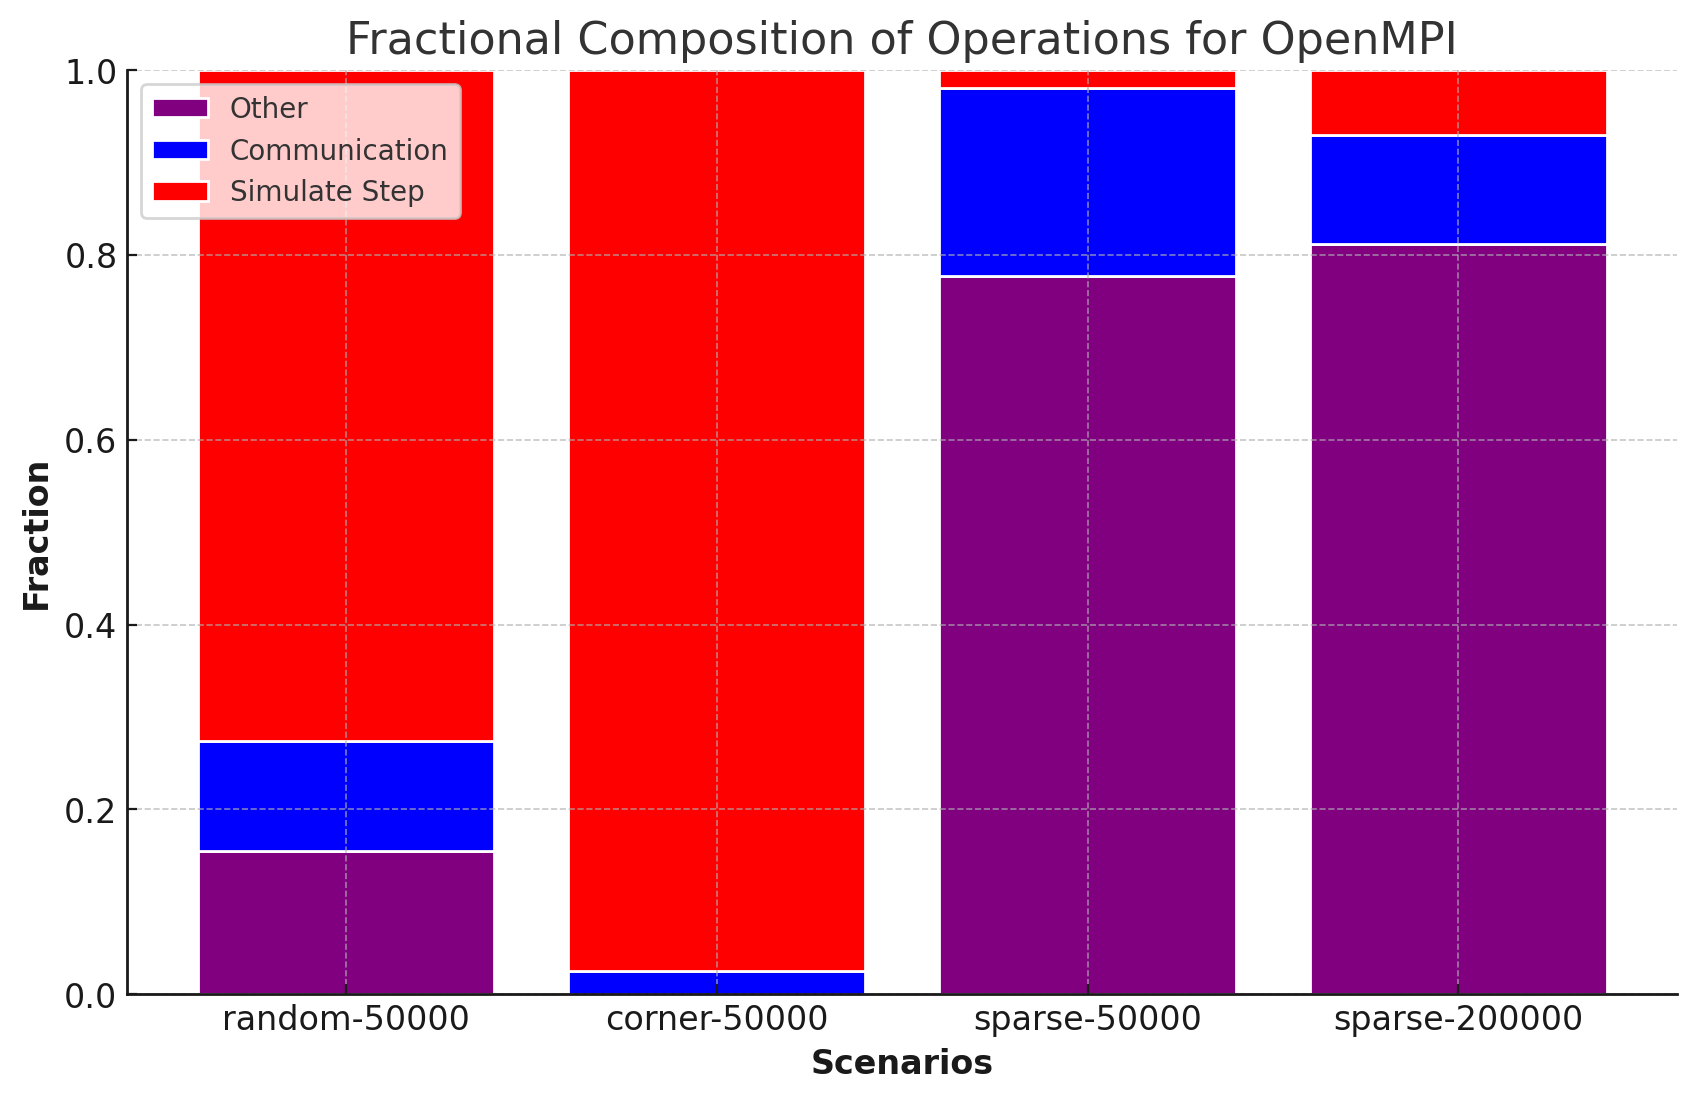 Fractional Composition of Operations for OpenMPI
1.0
Other
Communication
Simulate Step
0.8
0.6
0.4
0.2
0.0
Fraction
random-50000 corner-50000 sparse-50000 sparse-200000
Scenarios